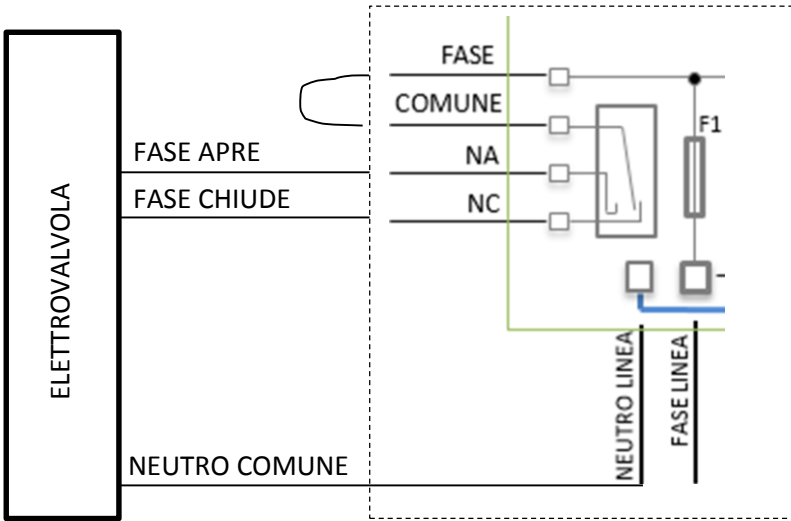 FASE
COMUNE
F1
FASE APRE
NA
FASE CHIUDE
NC
ELETTROVALVOLA
NEUTRO LINEA
FASE LINEA
NEUTRO COMUNE